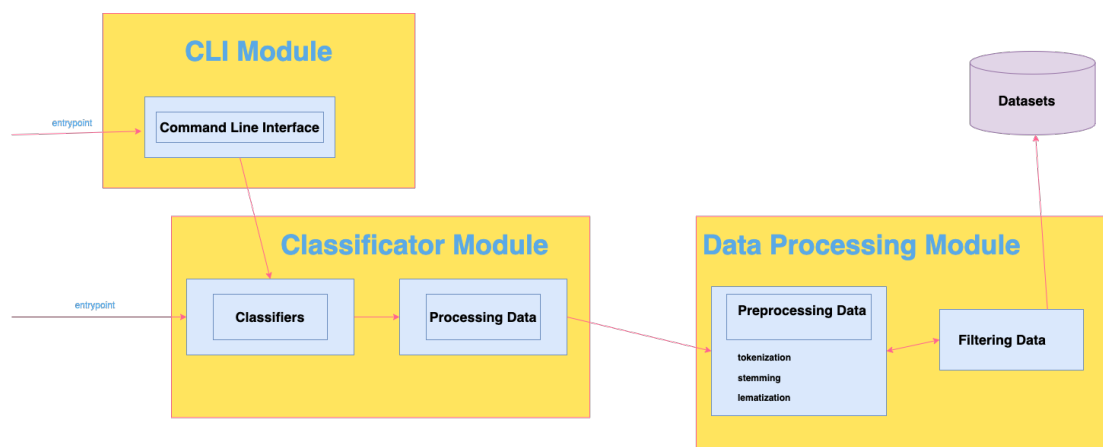 CLI Module
entrypoint
Command Line Interface
Datasets
Classificator Module
entrypoint
Classifiers
Processing Data
Data Processing Module
Preprocessing Data
tokenization
stemming
lematization
Filtering Data